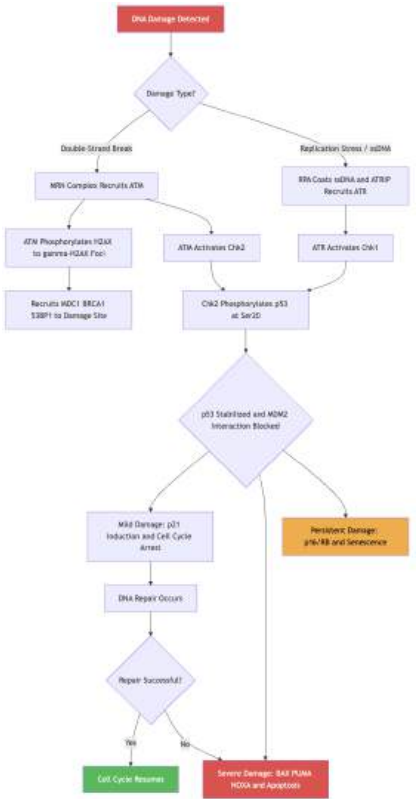 DNA Damage Detected
Damage Type?
Double-Strand Break
Replication Stress / ssDNA
MRN Complex Recruits ATM
RPA Coats ssDNA and ATRIP
Recruits ATR
ATM Phosphorylates H2AX
to gamma-H2AX Foci
ATM Activates Chk2
ATR Activates Chk1
Recruits MDC1 BRCA1
53BP1 to Damage Site
Chk2 Phosphorylates p53
at Ser20
p53 Stabilized and MDM2
Interaction Blocked
Mild Damage: p21
Induction and Cell Cycle
Arrest
Persistent Damage:
p16/RB and Senescence
DNA Repair Occurs
Repair Successful?
Yes
No
Cell Cycle Resumes
Severe Damage: BAX PUMA
NOXA and Apoptosis